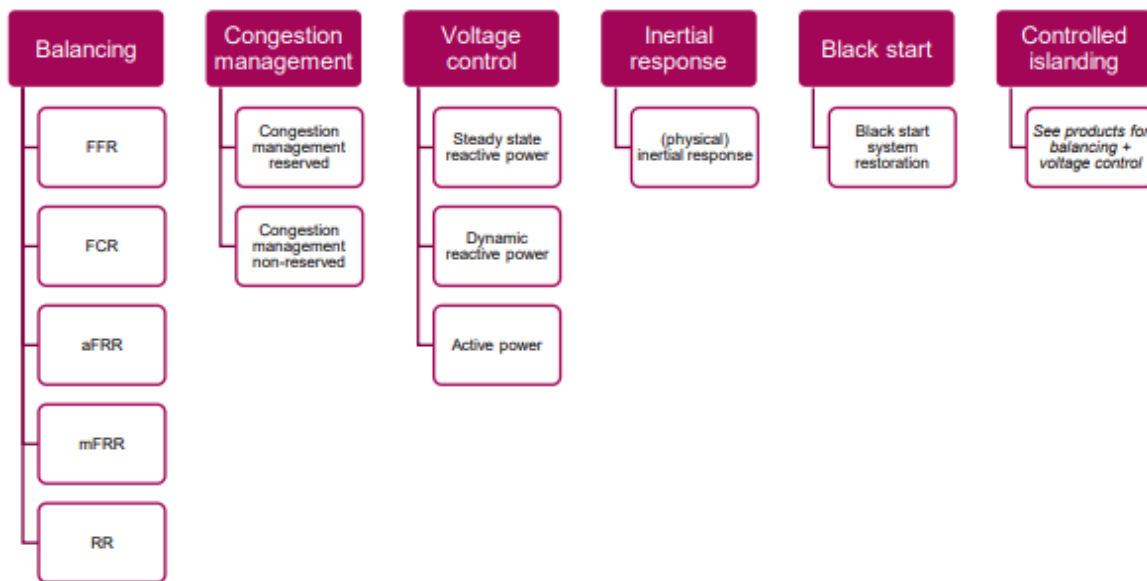 Balancing
FFR
FCR
aFRR
mFRR
RR
Congestion
management
Congestion
management
reserved
Congestion
management
non-reserved
Voltage
control
Steady state
reactive power
Dynamic
reactive power
Active power
Inertial
response
(physical)
inertial response
Black start
Black start
system
restoration
Controlled
islanding
See products for
balancing +
voltage control